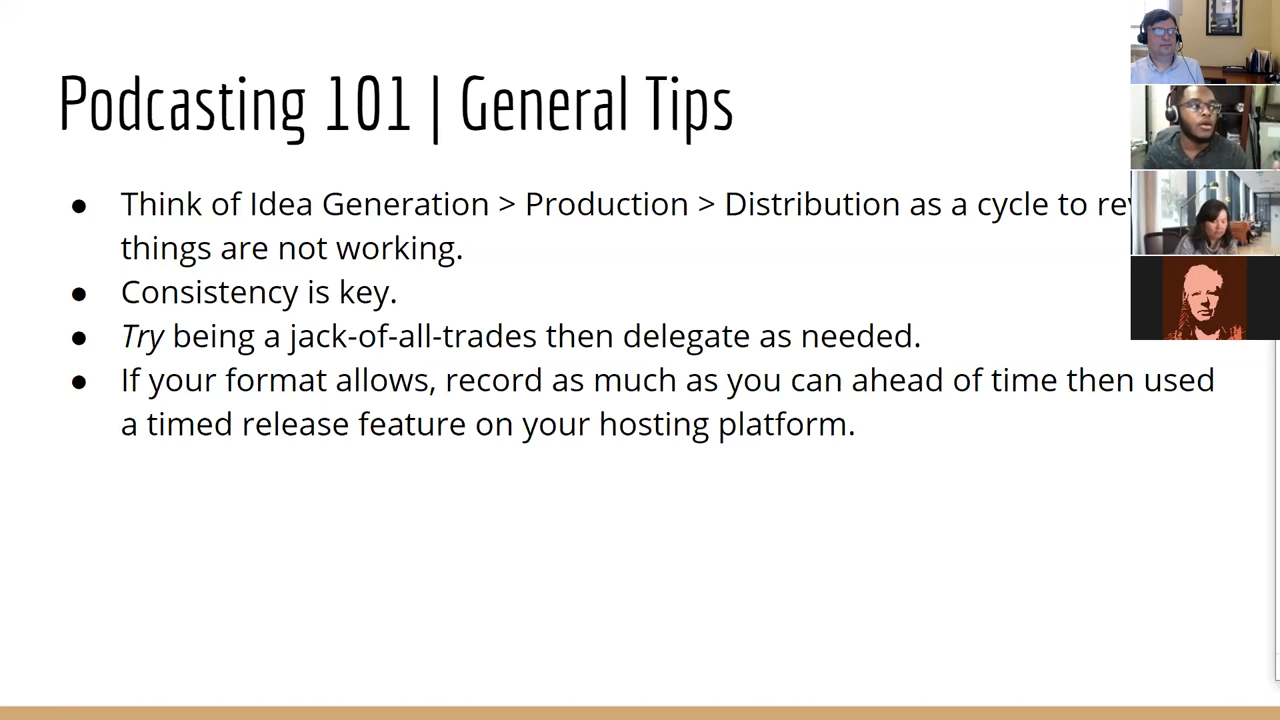 Podcasting 101 | General Tips
● Think of Idea Generation > Production > Distribution as a cycle to
things are not working.
● Consistency is key.
● Try being a jack-of-all-trades then delegate as needed.
● If your format allows, record as much as you can ahead of time then used
a timed release feature on your hosting platform.